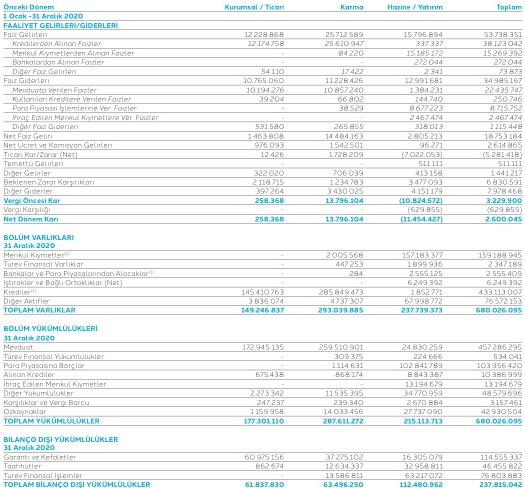 Önceki Dönem Kurumsal / Ticari Karma Hazine / Yatırım Toplam
1 Ocak -31 Aralık 2020
FAALİYET GELİRLERİ/GİDERLERİ
Faiz Gelirleri 12.228.868 25.712.589 15.796.894 53.738.351
Kredilerden Alınan Faizler 12.174.758 25.610.947 337.337 38.123.042
Menkul Kıymetlerden Alınan Faizler - 84.220 15.185.172 15.269.392
Bankalardan Alınan Faizler - - 272.044 272.044
Diğer Faiz Gelirleri 54.110 17.422 2.341 73.873
Faiz Giderleri 10.765.060 11.228.426 12.991.681 34.985.167
Mevduata Verilen Faizler 10.194.276 10.857.240 1.384.231 22.435.747
Kullanılan Kredilere Verilen Faizler 39.204 66.802 144.740 250.746
Para Piyasası İşlemlerine Ver. Faizler - 38.529 8.677.223 8.715.752
İhraç Edilen Menkul Kıymetlere Ver. Faizler - - 2.467.474 2.467.474
Diğer Faiz Giderleri 531.580 265.855 318.013 1.115.448
Net Faiz Geliri 1.463.808 14.484.163 2.805.213 18.753.184
Net Ücret ve Komisyon Gelirleri 976.093 1.542.501 96.271 2.614.865
Ticari Kar/Zarar (Net) 12.426 1.728.209 (7.022.053) (5.281.418)
Temettü Gelirleri - - 511.111 511.111
Diğer Gelirler 322.020 706.039 413.158 1.441.217
Beklenen Zarar Karşılıkları 2.118.715 1.234.783 3.477.093 6.830.591
Diğer Giderler 397.264 3.430.025 4.151.179 7.978.468
Vergi Öncesi Kar 258.368 13.796.104 (10.824.572) 3.229.900
Vergi Karşılığı (629.855) (629.855)
Net Dönem Karı 258.368 13.796.104 (11.454.427) 2.600.045
BÖLÜM VARLIKLARI
31 Aralık 2020
Menkul Kıymetler(1) - 2.005.568 157.183.377 159.188.945
Türev Finansal Varlıklar - 447.253 1.899.936 2.347.189
Bankalar ve Para Piyasalarından Alacaklar(1) - 284 2.555.125 2.555.409
İştirakler ve Bağlı Ortaklıklar (Net) - - 6.249.392 6.249.392
Krediler(1) 145.410.763 285.849.473 1.852.771 433.113.007
Diğer Aktifler 3.836.074 4.737.307 67.998.772 76.572.153
TOPLAM VARLIKLAR 149.246.837 293.039.885 237.739.373 680.026.095
BÖLÜM YÜKÜMLÜLÜKLERİ
31 Aralık 2020
Mevduat 172.945.135 259.510.901 24.830.259 457.286.295
Türev Finansal Yükümlülükler - 309.375 224.666 534.041
Para Piyasasına Borçlar - 1.114.631 102.841.789 103.956.420
Alınan Krediler 675.438 868.174 8.843.387 10.386.999
İhraç Edilen Menkul Kıymetler - - 13.194.679 13.194.679
Diğer Yükümlülükler 2.273.342 11.535.395 34.770.959 48.579.696
Karşılıklar ve Vergi Borcu 247.237 239.340 2.670.884 3.157.461
Özkaynaklar 1.159.958 14.033.456 27.737.090 42.930.504
TOPLAM YÜKÜMLÜLÜKLER 177.301.110 287.611.272 215.113.713 680.026.095
BİLANÇO DIŞI YÜKÜMLÜLÜKLER
31 Aralık 2020
Garanti ve Kefaletler 60.975.156 37.275.102 16.305.079 114.555.337
Taahhütler 862.674 12.634.337 32.958.811 46.455.822
Türev Finansal İşlemler - 13.586.811 63.217.072 76.803.883
TOPLAM BİLANÇO DIŞI YÜKÜMLÜLÜKLER 61.837.830 63.496.250 112.480.962 237.815.042